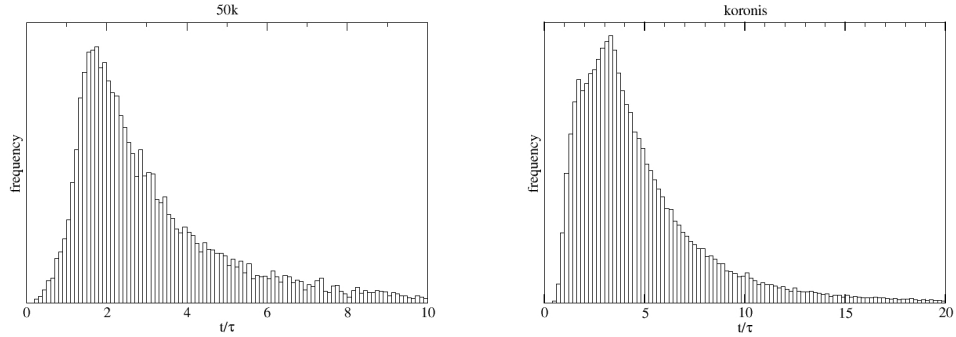 50k
frequency
0 2 4 6 8 10
t/τ
koronis
frequency
0 5 10 15 20
t/τ